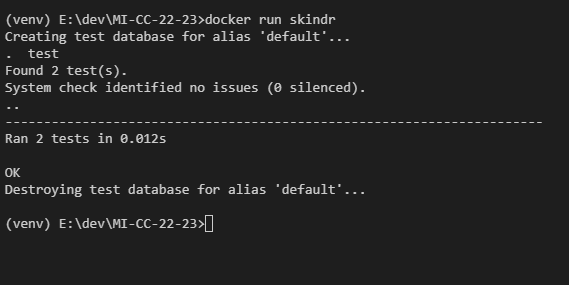 (venv) E:\dev\MI-CC-22-23>docker run skindr
Creating test database for alias 'default'...
.  test
Found 2 test(s).
System check identified no issues (0 silenced).
..
----------------------------------------------------------------------
Ran 2 tests in 0.012s
OK
Destroying test database for alias 'default'...
(venv) E:\dev\MI-CC-22-23>